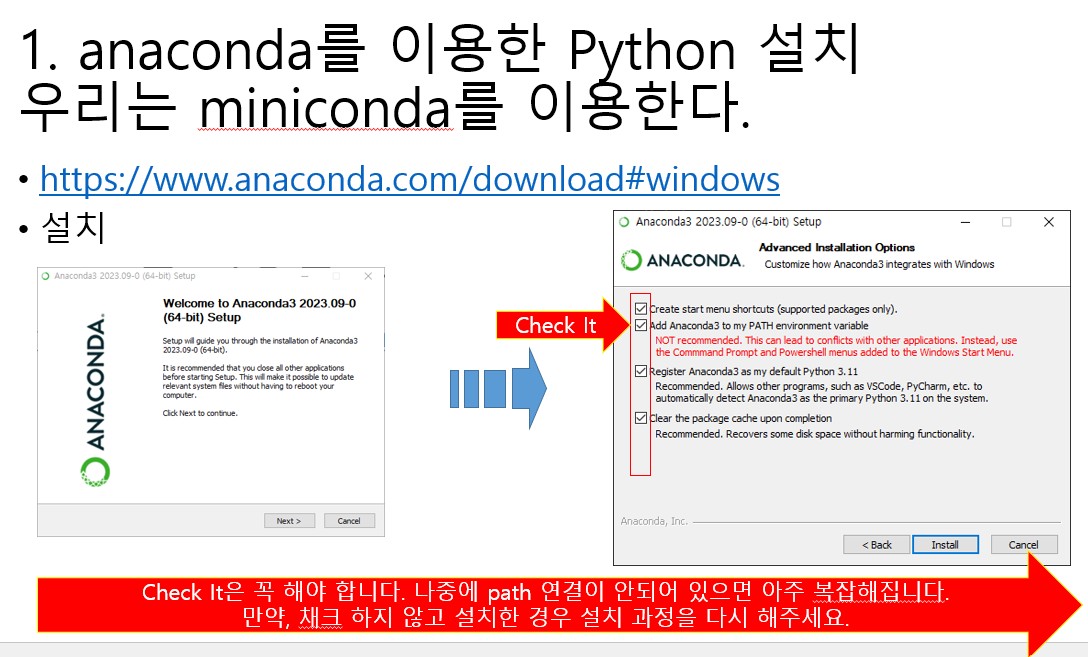 1. anaconda를 이용한 Python 설치
우리는 miniconda를 이용한다.
• https://www.anaconda.com/download#windows
• 설치
Anaconda3 2023.09-0 (64-bit) Setup
ANACONDA.
Welcome to Anaconda3 2023.09-0
(64-bit) Setup
Setup will guide you through the installation of Anaconda3
2023.09-0 (64-bit).
It is recommended that you close all other applications
before starting Setup. This will make it possible to update
relevant system files without having to reboot your
computer.
Click Next to continue.
Next >
Cancel
Check It
Anaconda3 2023.09-0 (64-bit) Setup
ANACONDA.
Advanced Installation Options
Customize how Anaconda3 integrates with Windows
Create start menu shortcuts (supported packages only).
Add Anaconda3 to my PATH environment variable
NOT recommended. This can lead to conflicts with other applications. Instead, use
the Commmand Prompt and Powershell menus added to the Windows Start Menu.
Register Anaconda3 as my default Python 3.11
Recommended. Allows other programs, such as VSCode, PyCharm, etc. to
automatically detect Anaconda3 as the primary Python 3.11 on the system.
Clear the package cache upon completion
Recommended. Recovers some disk space without harming functionality.
Anaconda, Inc.
< Back
Install
Cancel
Check It은 꼭 해야 합니다. 나중에 path 연결이 안되어 있으면 아주 복잡해집니다.
만약, 채크 하지 않고 설치한 경우 설치 과정을 다시 해주세요.